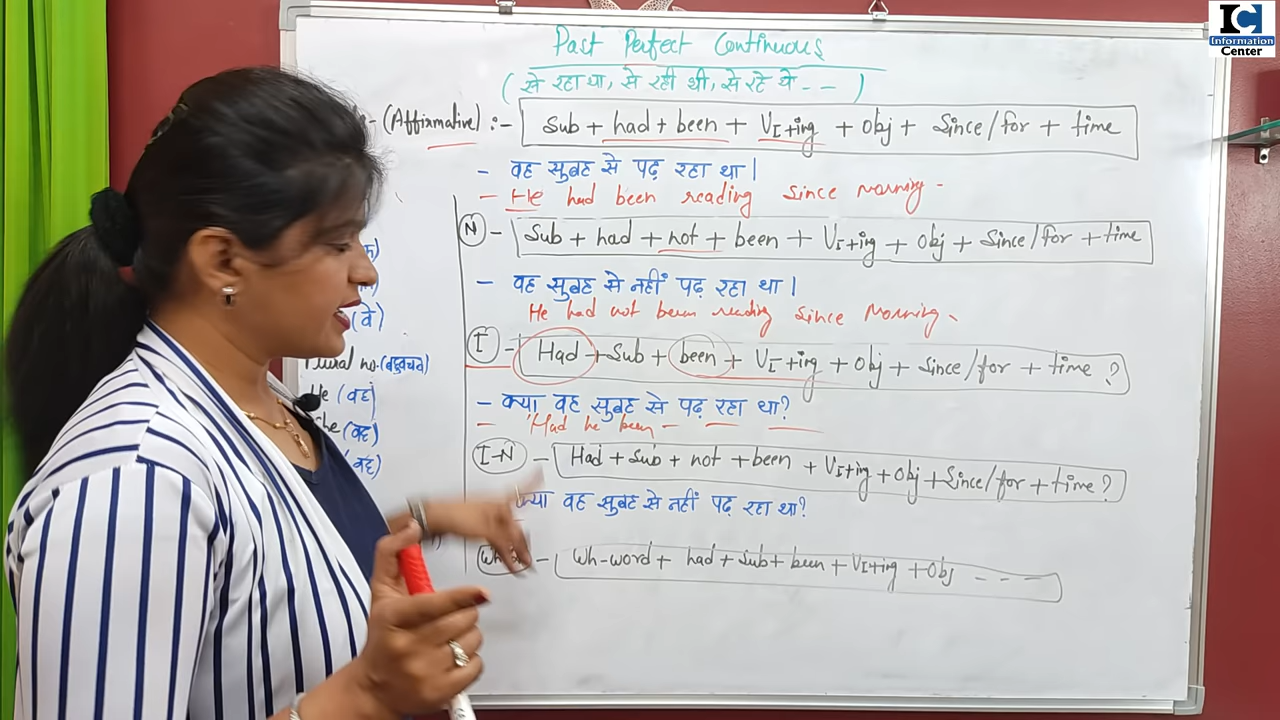 IC
Information
Center
Past Perfect Continuous
(से रहा था, से रही थी, से रहे थे - - )
- (Affirmative) :- Sub + had + been + V1+ing + Obj + Since/for + time
- वह सुबह से पढ़ रहा था।
- He had been reading since morning.
N - Sub + had + not + been + V1+ing + Obj + Since/for + time
- वह सुबह से नहीं पढ़ रहा था।
He had not been reading since morning.
I - Had + Sub + been + V1+ing + Obj + Since/for + time ?
- क्या वह सुबह से पढ़ रहा था?
- Had he been -
I-N - Had + Sub + not + been + V1+ing + Obj + Since/for + time ?
क्या वह सुबह से नहीं पढ़ रहा था?
Wh-word + had + Sub + been + V1+ing + Obj - - -
(वे)
Plural no. (बहुवचन)
He (वह)
She (वह)
(वह)